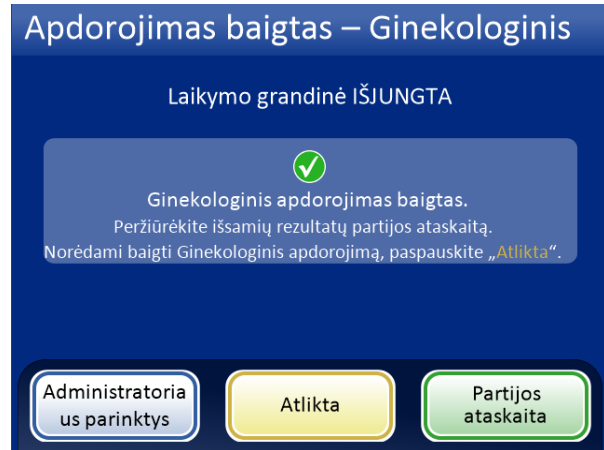 Apdorojimas baigtas – Ginekologinis
Laikymo grandinė IŠJUNGTA
Ginekologinis apdorojimas baigtas.
Peržiūrėkite išsamių rezultatų partijos ataskaitą.
Norėdami baigti Ginekologinis apdorojimą, paspauskite „Atlikta“.
Administratoria
us parinktys
Atlikta
Partijos
ataskaita